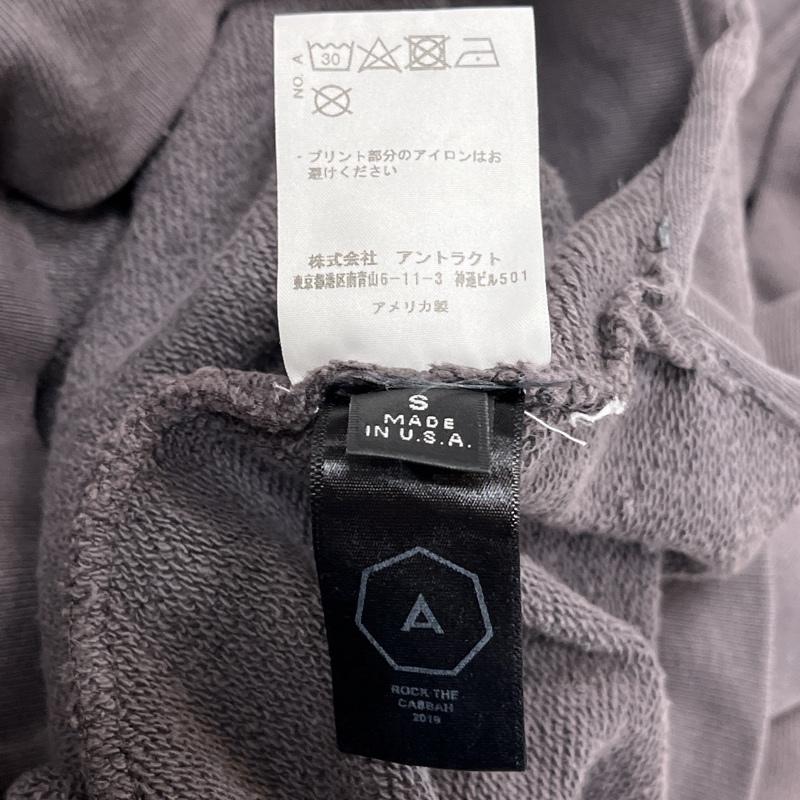 NO. A
30
・プリント部分のアイロンはお
避けください
株式会社 アントラクト
東京都港区南青山6-11-3 神通ビル501
アメリカ製
S
MADE
IN U.S.A.
A
ROCK THE
CASBAH
2019